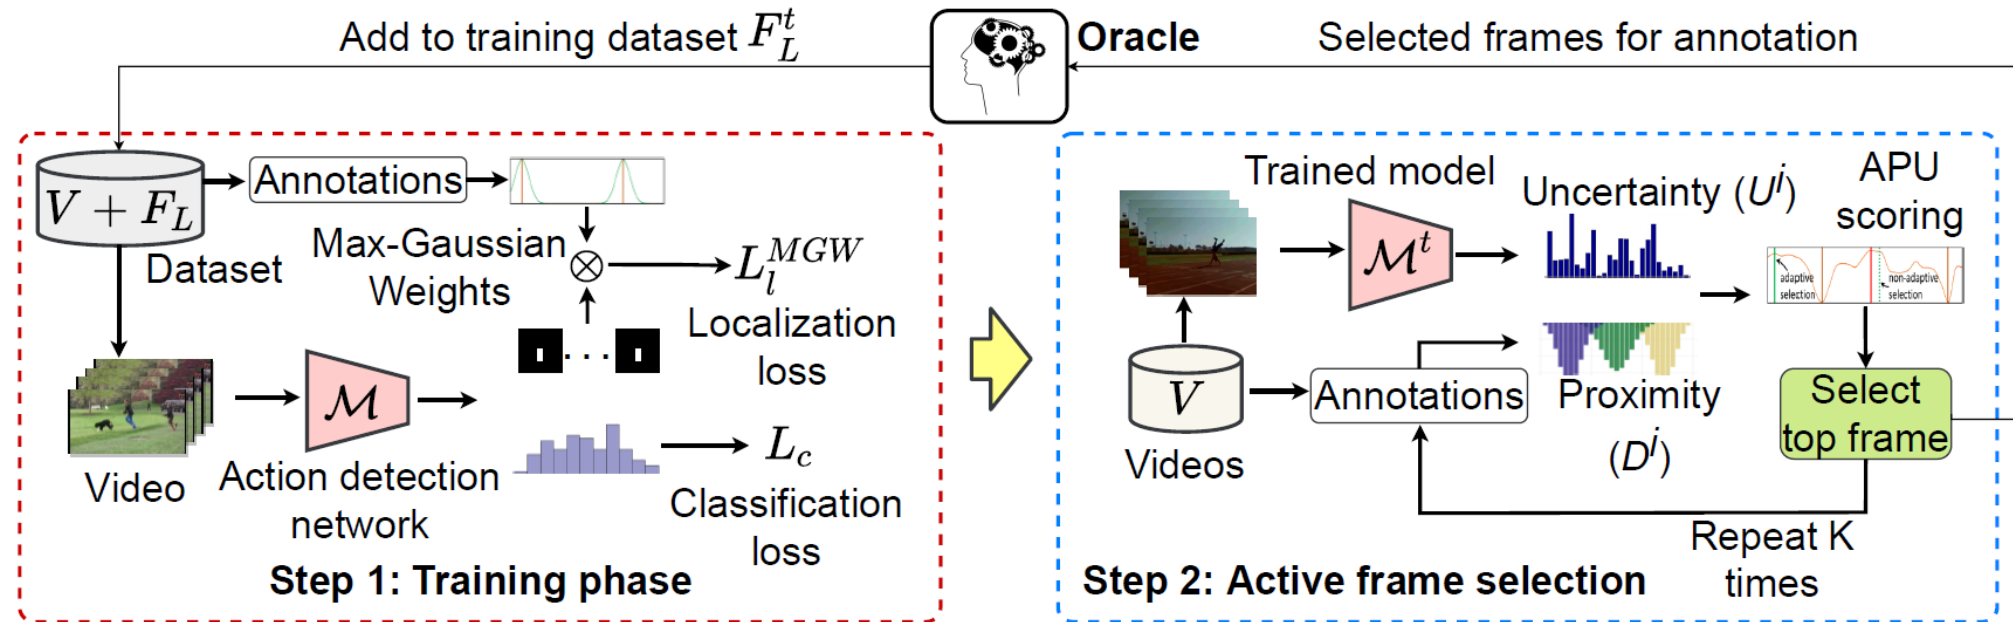 Add to training dataset F_L^t
Oracle
Selected frames for annotation
V + F_L
Annotations
Dataset
Max-Gaussian
Weights
L_l^{MGW}
Localization
loss
...
M
Video
Action detection
network
L_c
Classification
loss
Step 1: Training phase
Trained model
M^t
Uncertainty (U^i)
APU
scoring
adaptive
selection
non-adaptive
selection
V
Videos
Annotations
Proximity
(D^i)
Select
top frame
Repeat K
times
Step 2: Active frame selection